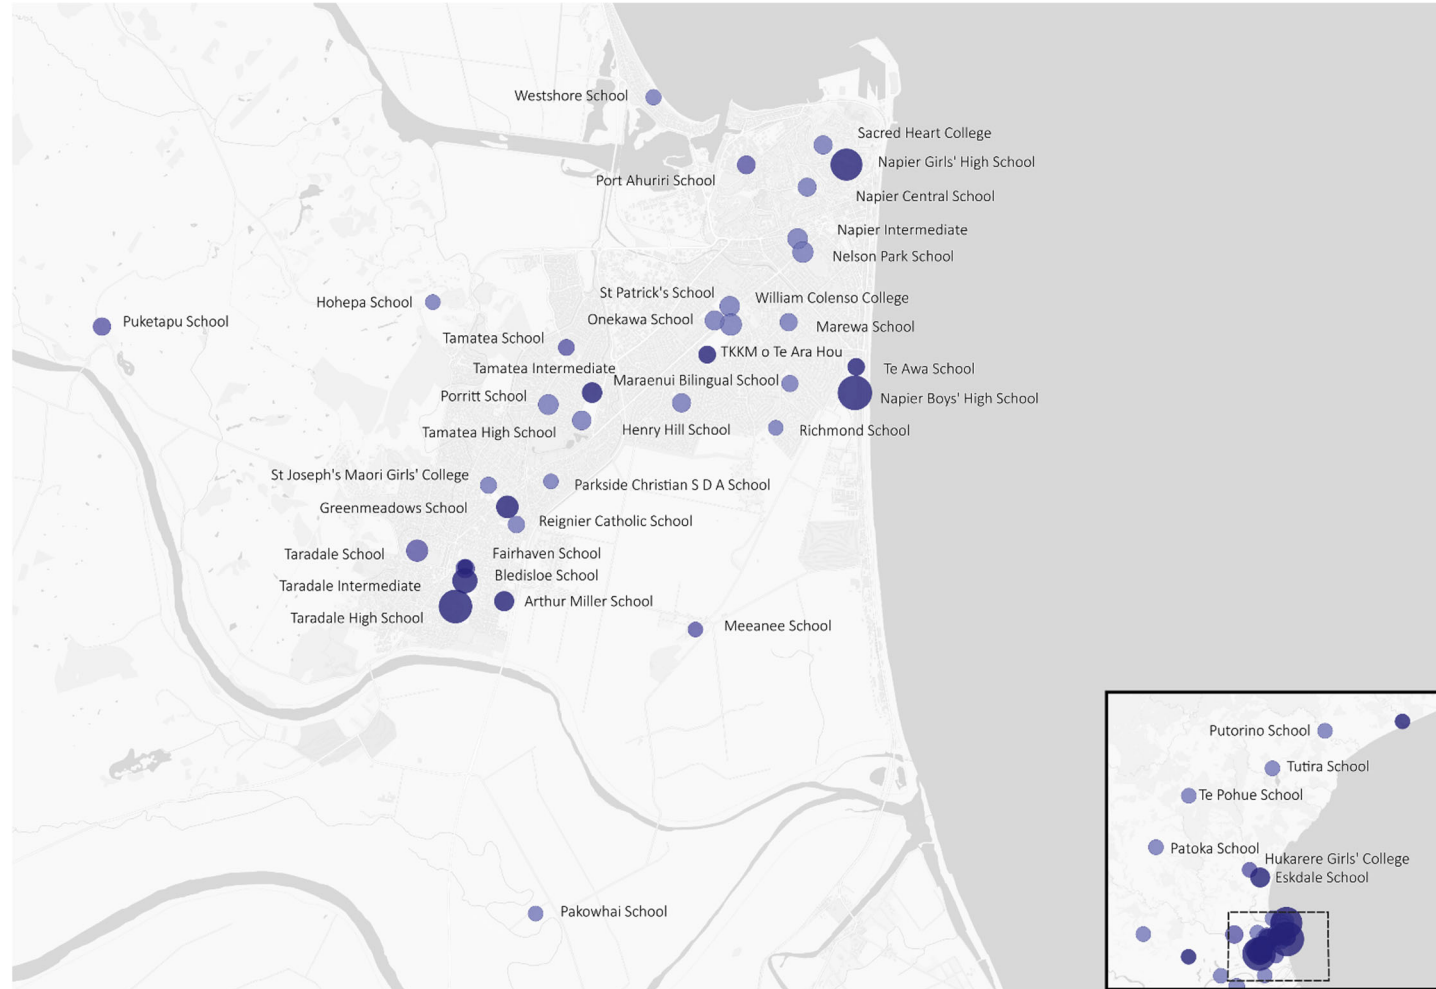 Westshore School
Sacred Heart College
Napier Girls' High School
Port Ahuriri School
Napier Central School
Napier Intermediate
Nelson Park School
St Patrick's School
William Colenso College
Hohepa School
Onekawa School
Marewa School
Puketapu School
Tamatea School
TKKM o Te Ara Hou
Tamatea Intermediate
Te Awa School
Maraenui Bilingual School
Porritt School
Napier Boys' High School
Tamatea High School
Henry Hill School
Richmond School
St Joseph's Maori Girls' College
Parkside Christian S D A School
Greenmeadows School
Reignier Catholic School
Taradale School
Fairhaven School
Bledisloe School
Taradale Intermediate
Arthur Miller School
Taradale High School
Meeanee School
Pakowhai School
Putorino School
Tutira School
Te Pohue School
Patoka School
Hukarere Girls' College
Eskdale School